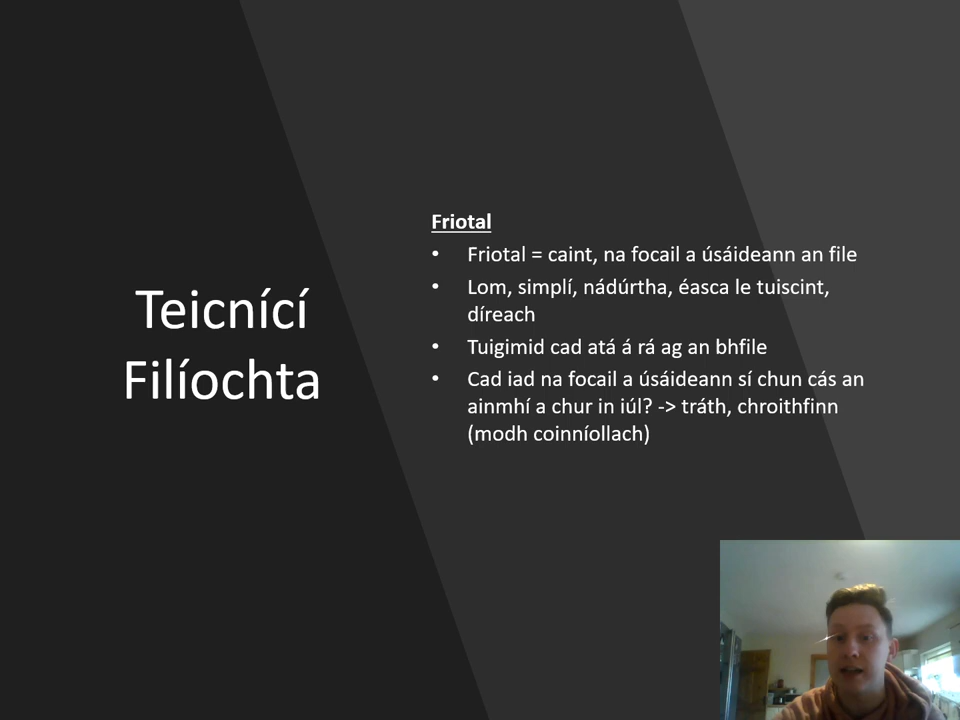 Teicnící
Filíochta
Friotal
• Friotal = caint, na focail a úsáideann an file
• Lom, simplí, nádúrtha, éasca le tuiscint,
díreach
• Tuigimid cad atá á rá ag an bhfile
• Cad iad na focail a úsáideann sí chun cás an
ainmhí a chur in iúl? -> tráth, chroithfinn
(modh coinníollach)